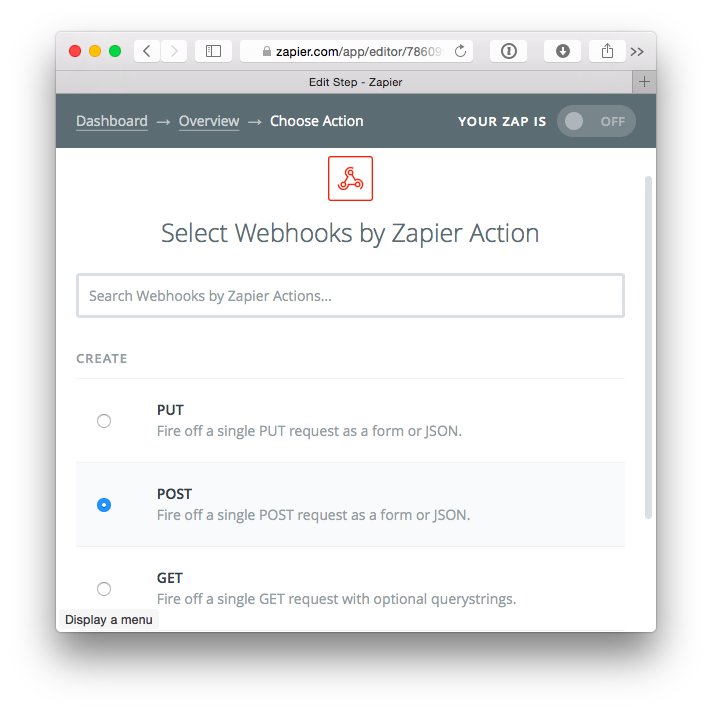 zapier.com/app/editor/78609
Edit Step - Zapier
Dashboard → Overview → Choose Action
YOUR ZAP IS OFF
Select Webhooks by Zapier Action
Search Webhooks by Zapier Actions...
CREATE
PUT
Fire off a single PUT request as a form or JSON.
POST
Fire off a single POST request as a form or JSON.
GET
Fire off a single GET request with optional querystrings.
Display a menu